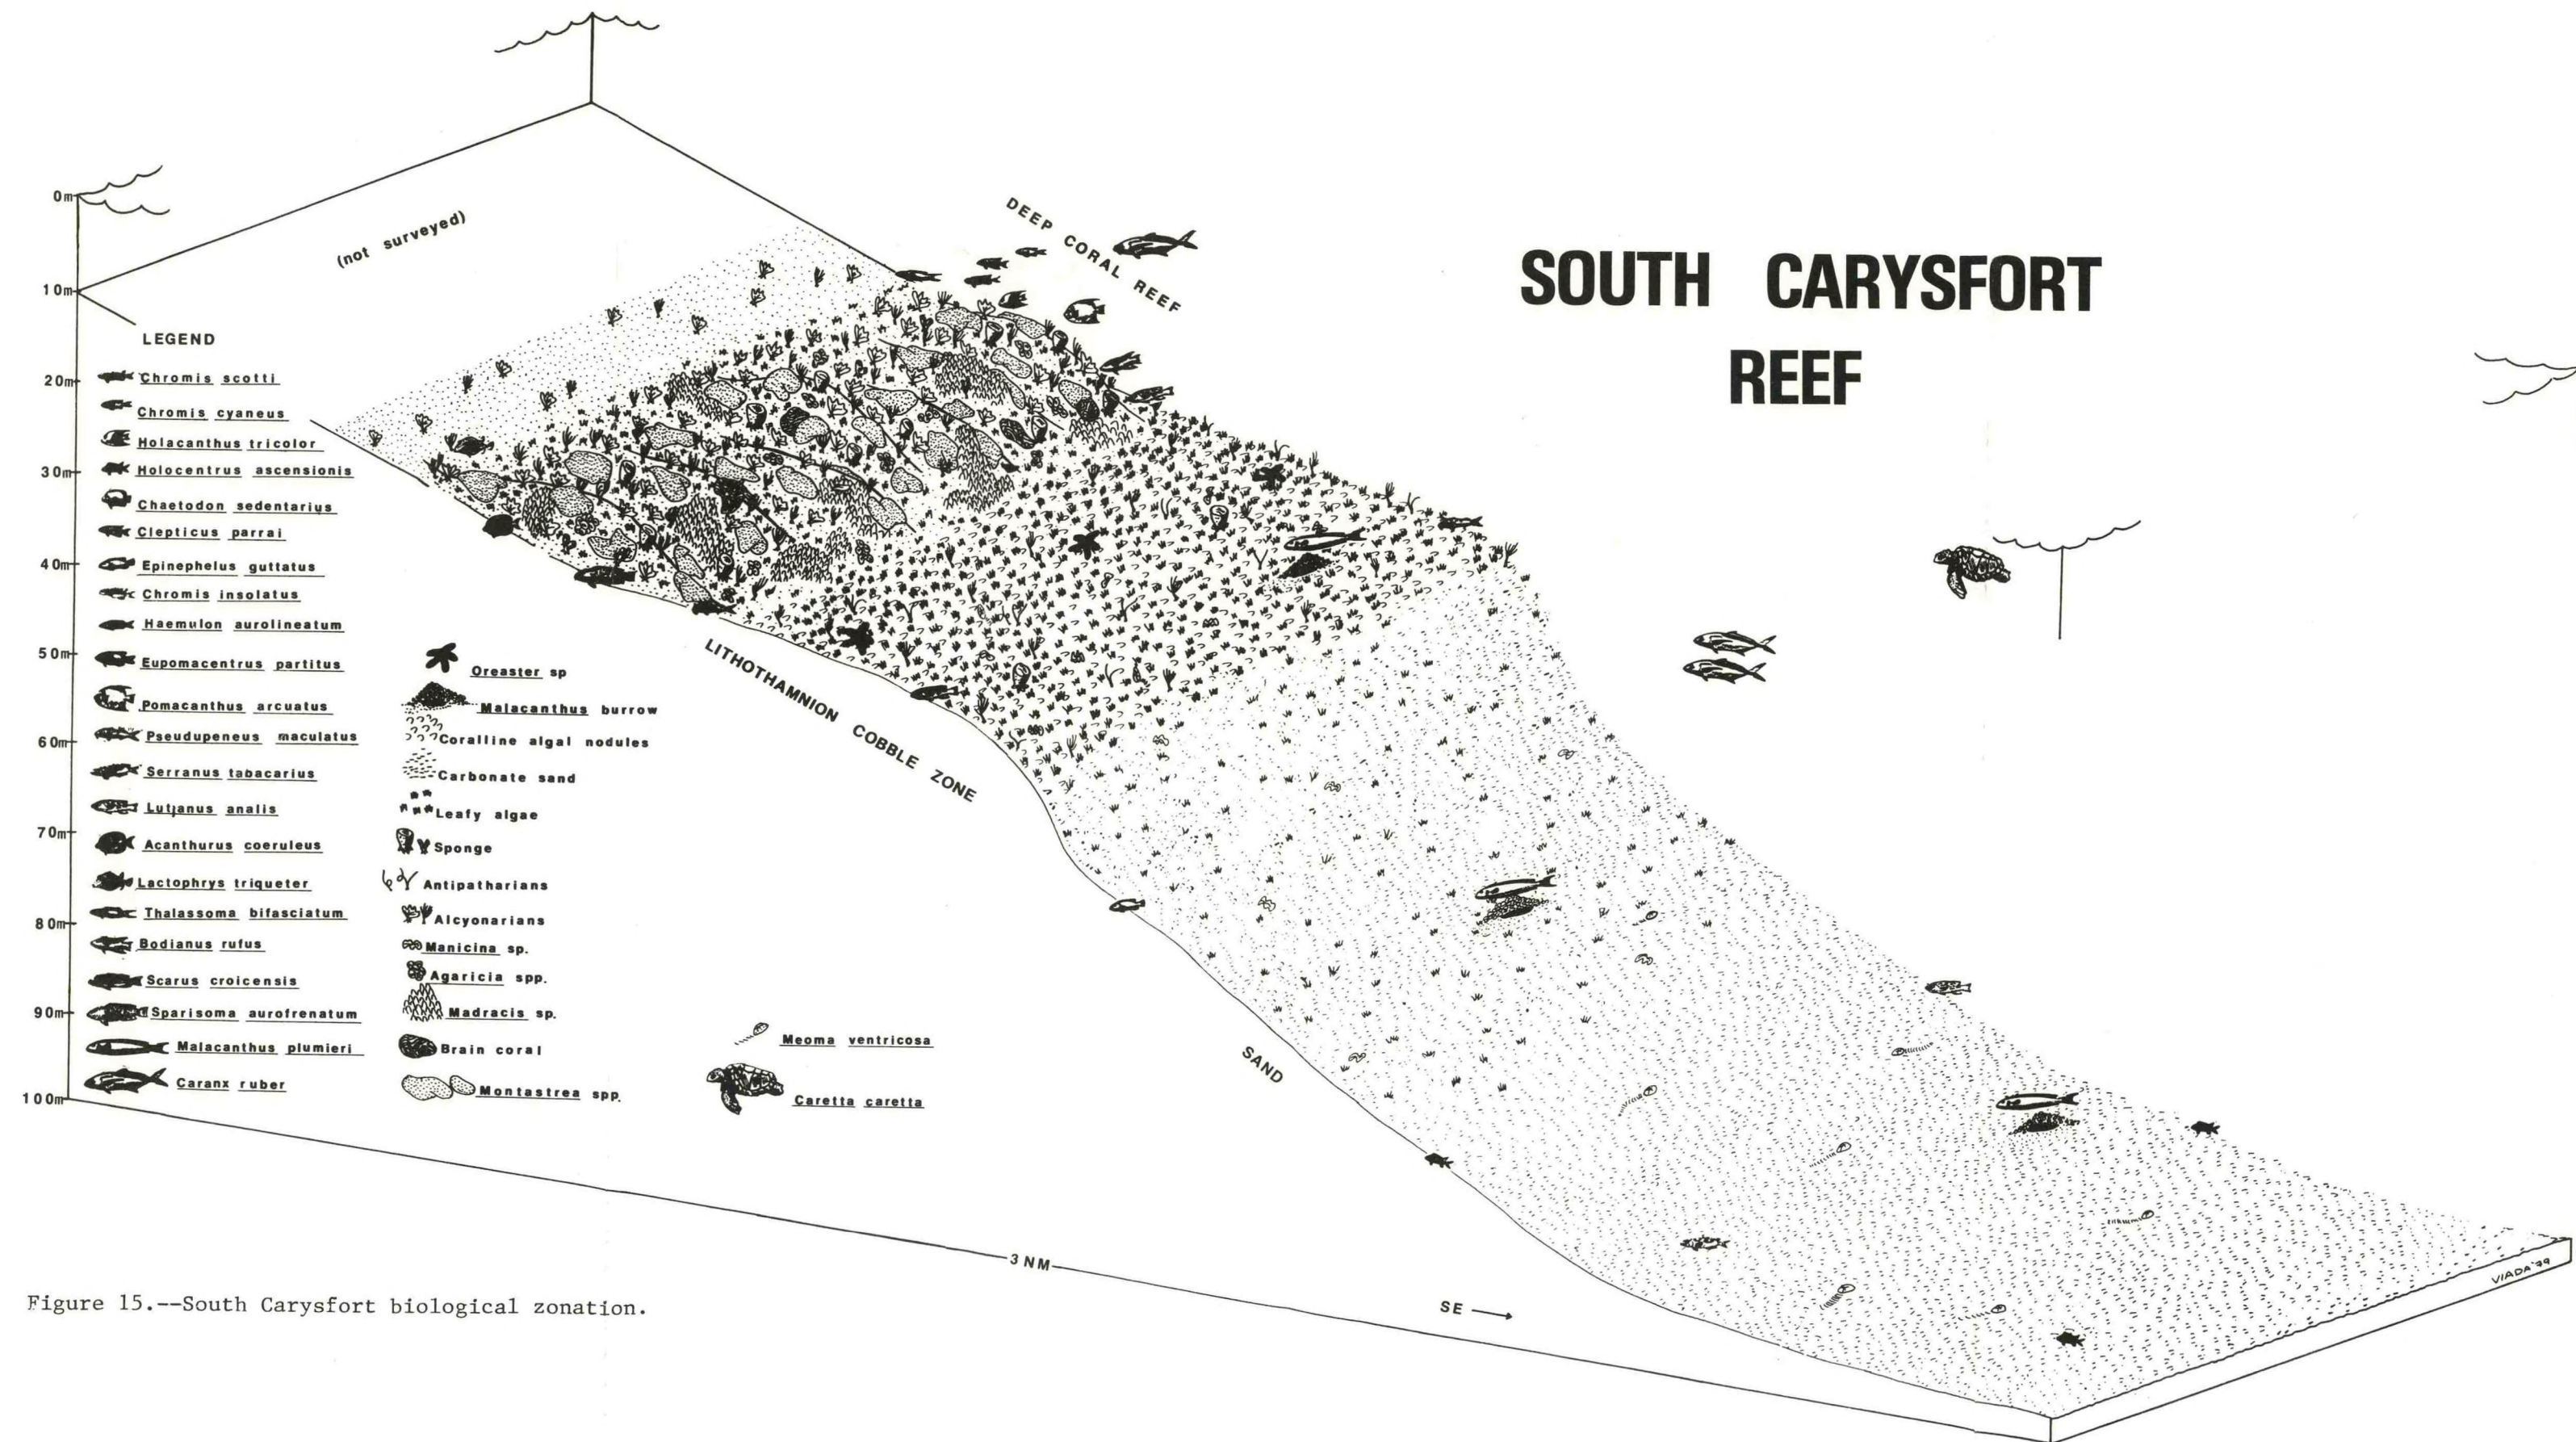 SOUTH CARYSFORT
REEF
DEEP CORAL REEF
(not surveyed)
0m
10m
20m
30m
40m
50m
60m
70m
80m
90m
100m
LEGEND
Chromis scotti
Chromis cyaneus
Holacanthus tricolor
Holocentrus ascensionis
Chaetodon sedentarius
Clepticus parrai
Epinephelus guttatus
Chromis insolatus
Haemulon aurolineatum
Eupomacentrus partitus
Pomacanthus arcuatus
Pseudupeneus maculatus
Serranus tabacarius
Lutjanus analis
Acanthurus coeruleus
Lactophrys triqueter
Thalassoma bifasciatum
Bodianus rufus
Scarus croicensis
Sparisoma aurofrenatum
Malacanthus plumieri
Caranx ruber
Oreaster sp
Malacanthus burrow
Coralline algal nodules
Carbonate sand
Leafy algae
Sponge
Antipatharians
Alcyonarians
Manicina sp.
Agaricia spp.
Madracis sp.
Brain coral
Montastrea spp.
Meoma ventricosa
Caretta caretta
LITHOTHAMNION COBBLE ZONE
SAND
3 NM
SE
VIADA '79
Figure 15.--South Carysfort biological zonation.